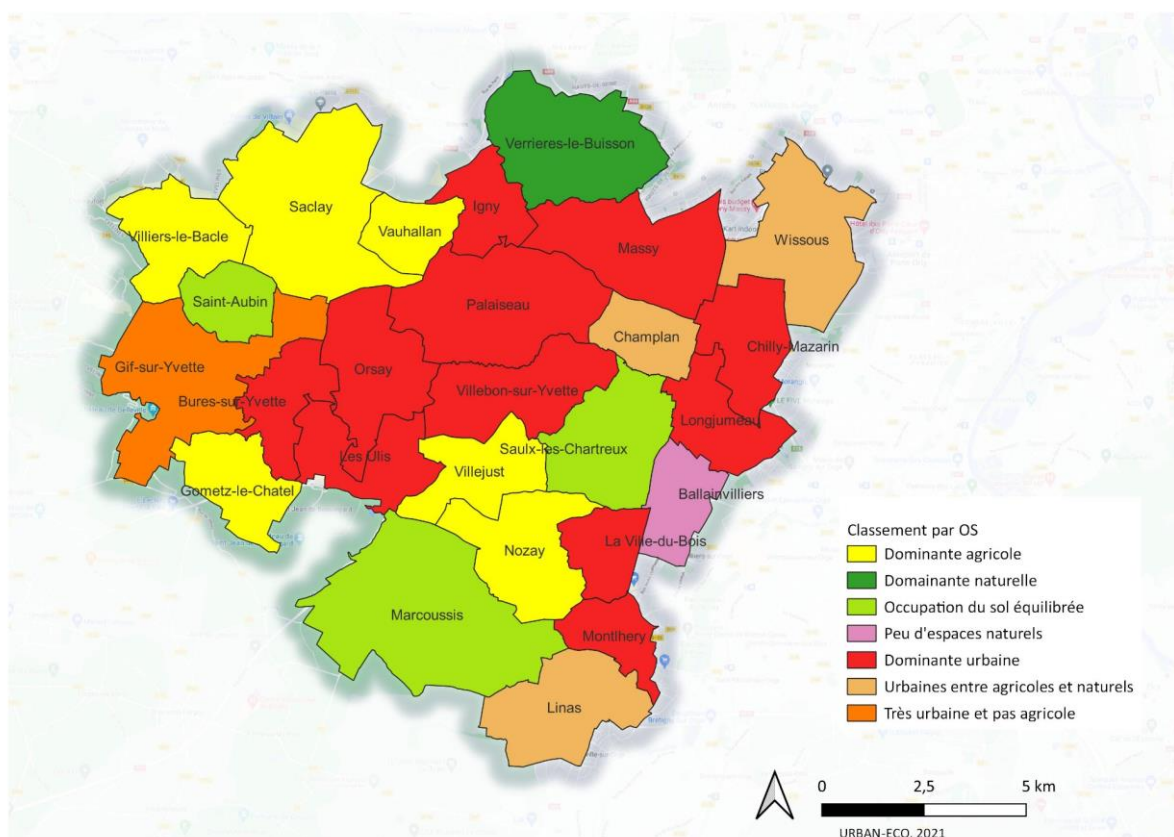 Verrieres-le-Buisson
Igny
Saclay
Vauhallan
Villiers-le-Bacle
Massy
Wissous
Saint-Aubin
Palaiseau
Champlan
Chilly-Mazarin
Gif-sur-Yvette
Orsay
Villebon-sur-Yvette
Bures-sur-Yvette
Longjumeau
Les Ulis
Saulx-les-Chartreux
Villejust
Gometz-le-Chatel
Ballainvilliers
La Ville-du-Bois
Nozay
Marcoussis
Montlhery
Linas
Classement par OS
Dominante agricole
Domainante naturelle
Occupation du sol équilibrée
Peu d'espaces naturels
Dominante urbaine
Urbaines entre agricoles et naturels
Très urbaine et pas agricole
0 2,5 5 km
URBAN-ECO, 2021